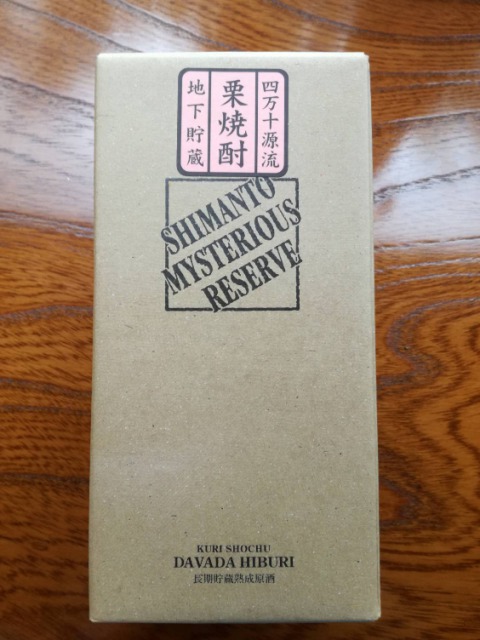 四万十源流
栗焼酎
地下貯蔵
SHIMANTO
MYSTERIOUS
RESERVE
KURI SHOCHU
DAVADA HIBURI
長期貯蔵熟成原酒